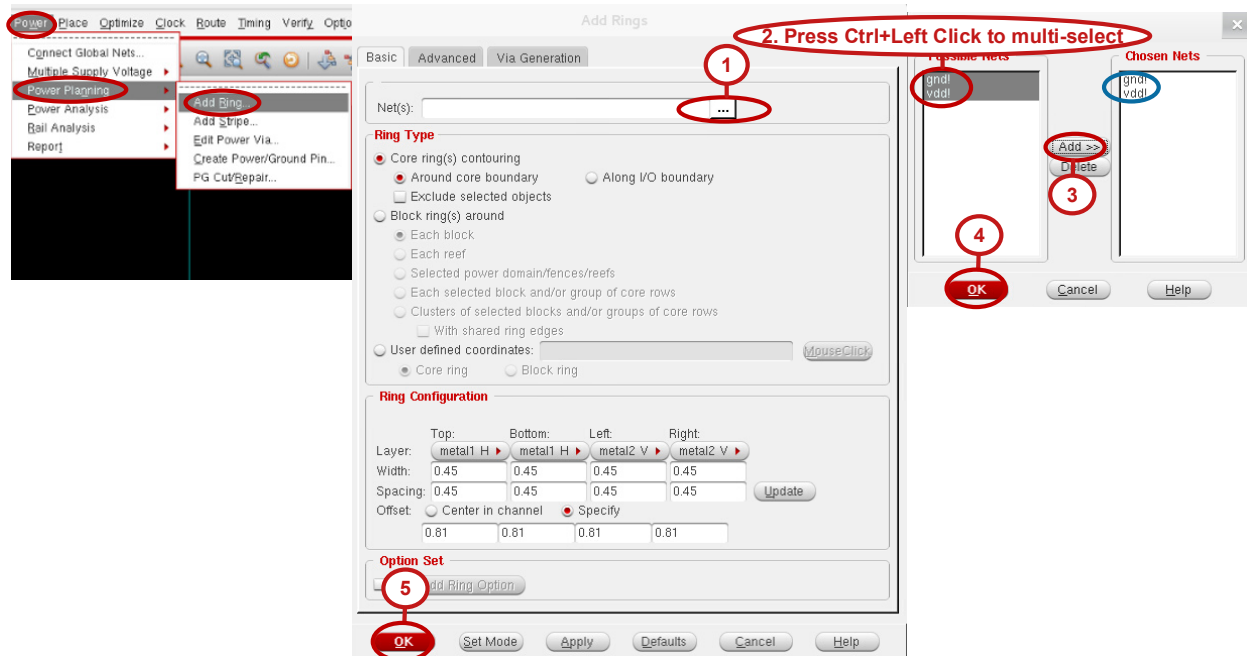 Power Place Optimize Clock Route Timing Verify Optio
Connect Global Nets...
Multiple Supply Voltage
Power Planning
Power Analysis
Rail Analysis
Report
Add Ring...
Add Stripe...
Edit Power Via...
Create Power/Ground Pin...
PG Cut/Repair...
Add Rings
Basic Advanced Via Generation
1
Net(s): ...
Ring Type
Core ring(s) contouring
Around core boundary Along I/O boundary
Exclude selected objects
Block ring(s) around
Each block
Each reef
Selected power domain/fences/reefs
Each selected block and/or group of core rows
Clusters of selected blocks and/or groups of core rows
With shared ring edges
User defined coordinates: MouseClick
Core ring Block ring
Ring Configuration
Top: Bottom: Left: Right:
Layer: metal1 H metal1 H metal2 V metal2 V
Width: 0.45 0.45 0.45 0.45
Spacing: 0.45 0.45 0.45 0.45 Update
Offset: Center in channel Specify
0.81 0.81 0.81 0.81
Option Set
5 dd Ring Option
OK Set Mode Apply Defaults Cancel Help
2. Press Ctrl+Left Click to multi-select
Possible Nets Chosen Nets
gnd! gnd!
vdd! vdd!
Add >>
Delete
3
4
OK Cancel Help